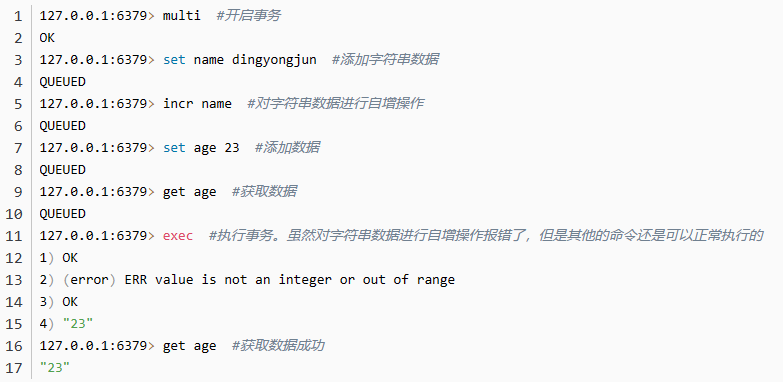 1 127.0.0.1:6379> multi  #开启事务
2 OK
3 127.0.0.1:6379> set name dingyongjun  #添加字符串数据
4 QUEUED
5 127.0.0.1:6379> incr name  #对字符串数据进行自增操作
6 QUEUED
7 127.0.0.1:6379> set age 23  #添加数据
8 QUEUED
9 127.0.0.1:6379> get age  #获取数据
10 QUEUED
11 127.0.0.1:6379> exec  #执行事务。虽然对字符串数据进行自增操作报错了，但是其他的命令还是可以正常执行的
12 1) OK
13 2) (error) ERR value is not an integer or out of range
14 3) OK
15 4) "23"
16 127.0.0.1:6379> get age  #获取数据成功
17 "23"